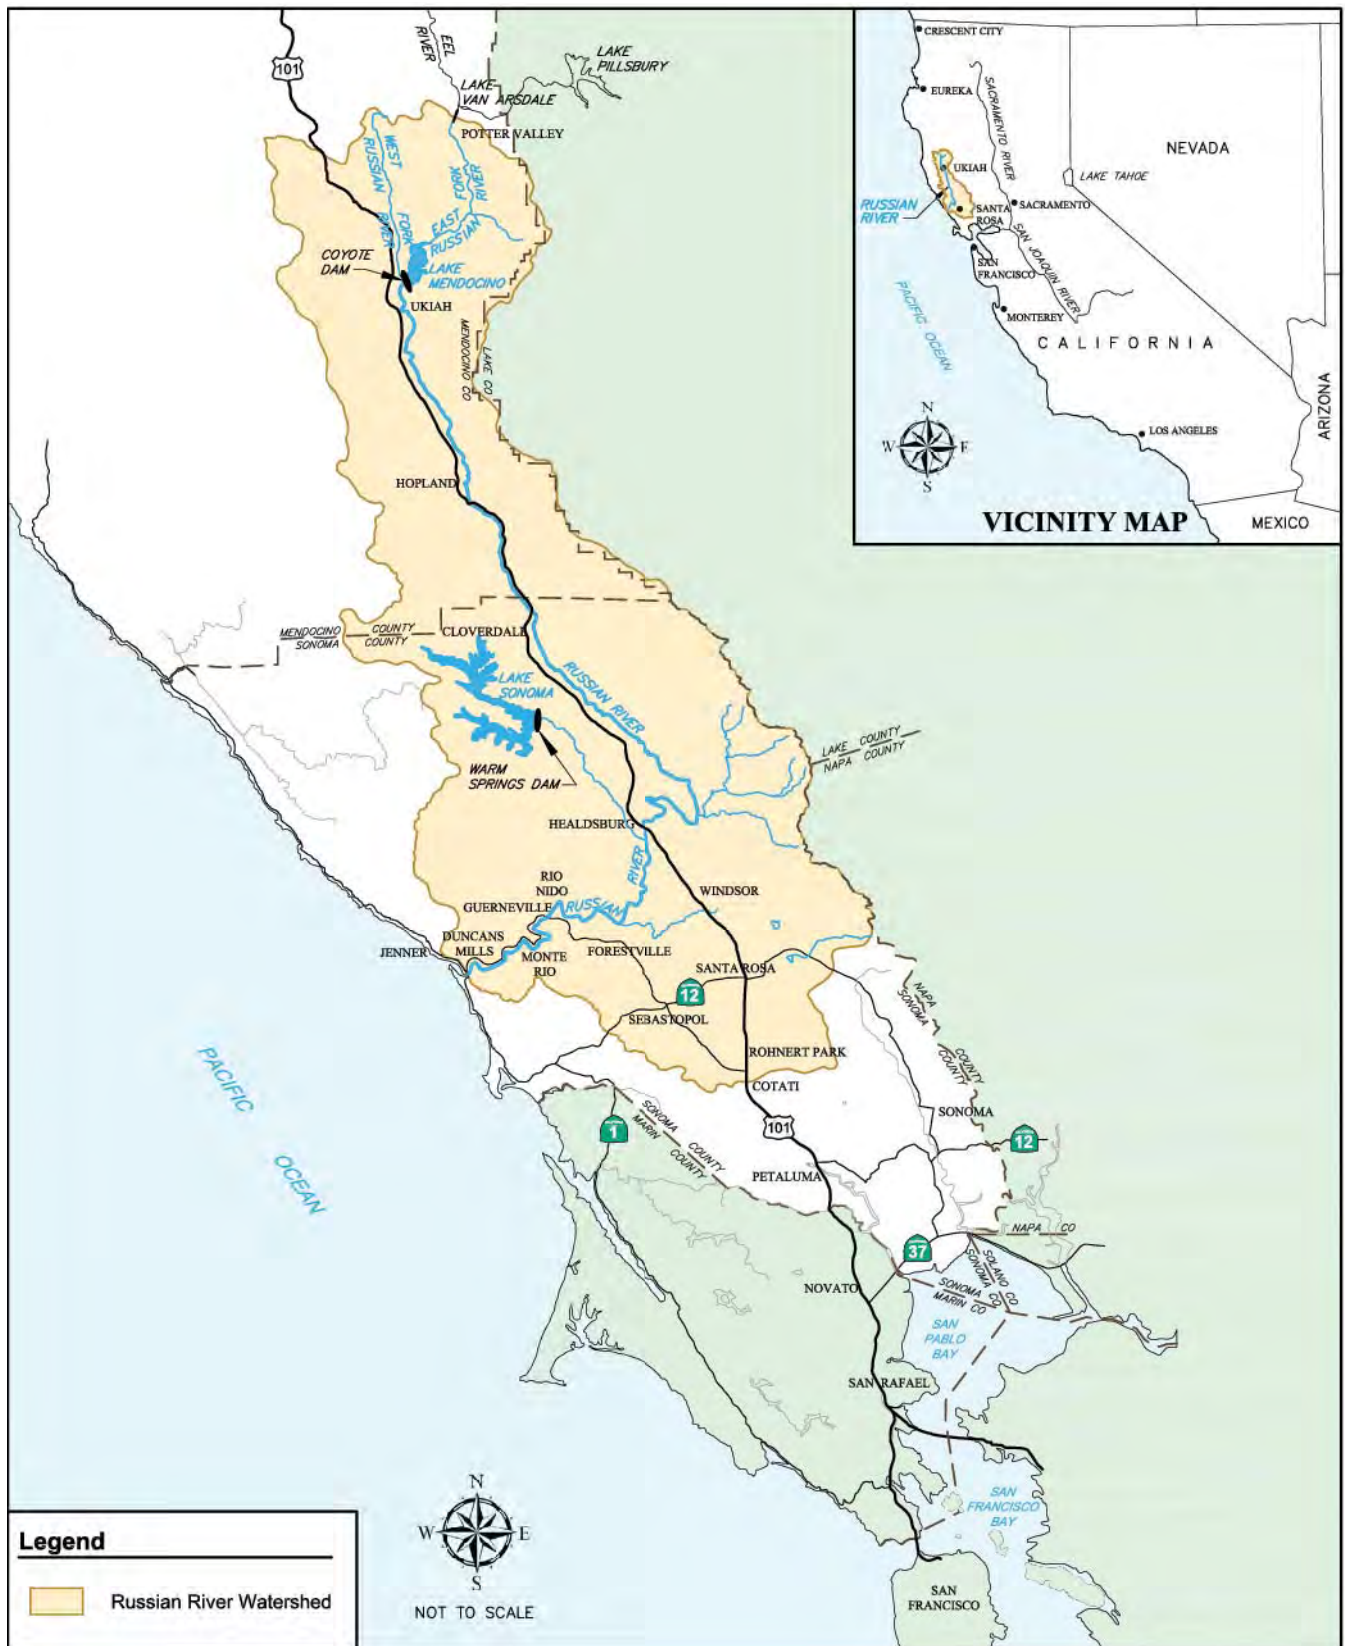 101
EEL
RIVER
LAKE
PILLSBURY
LAKE
VAN ARSDALE
POTTER VALLEY
WEST
FORK
RUSSIAN
RIVER
EAST
FORK
RUSSIAN
RIVER
COYOTE
DAM
LAKE
MENDOCINO
UKIAH
MENDOCINO CO
LAKE CO
HOPLAND
MENDOCINO COUNTY
SONOMA COUNTY
CLOVERDALE
LAKE
SONOMA
RUSSIAN RIVER
WARM
SPRINGS DAM
LAKE COUNTY
NAPA COUNTY
HEALDSBURG
RIVER
RUSSIAN
RIO
NIDO
GUERNEVILLE
WINDSOR
DUNCANS
MILLS
JENNER
MONTE
RIO
FORESTVILLE
SANTA ROSA
12
SEBASTOPOL
ROHNERT PARK
COTATI
NAPA COUNTY
SONOMA COUNTY
SONOMA
12
1
SONOMA COUNTY
MARIN COUNTY
101
PETALUMA
NAPA CO
37
SOLANO CO
SONOMA CO
SONOMA
MARIN CO
NOVATO
SAN
PABLO
BAY
SAN RAFAEL
SAN
FRANCISCO
BAY
SAN
FRANCISCO
PACIFIC
OCEAN
N
W E
S
NOT TO SCALE
Legend
Russian River Watershed
CRESCENT CITY
EUREKA
SACRAMENTO RIVER
NEVADA
UKIAH
LAKE TAHOE
RUSSIAN
RIVER
SANTA
ROSA
SACRAMENTO
SAN JOAQUIN RIVER
SAN
FRANCISCO
MONTEREY
PACIFIC OCEAN
CALIFORNIA
LOS ANGELES
ARIZONA
N
W E
S
VICINITY MAP
MEXICO